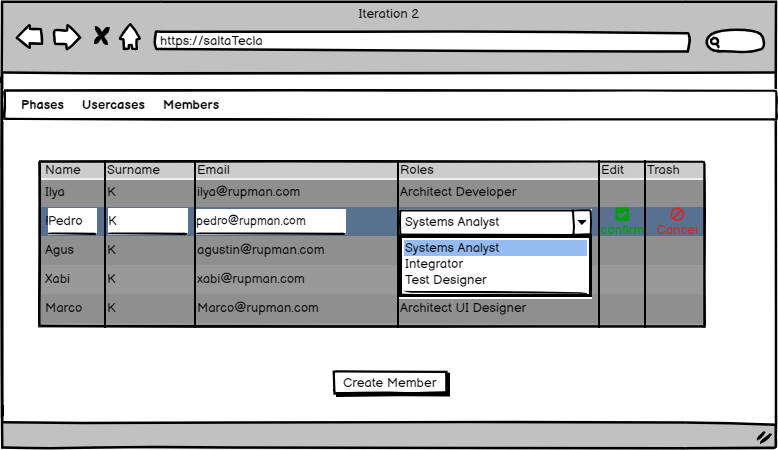 Iteration 2
https://saltaTecla
Phases Usercases Members
Name Surname Email Roles Edit Trash
Ilya K ilya@rupman.com Architect Developer
Pedro K pedro@rupman.com Systems Analyst
confirm Cancel
Agus K agustin@rupman.com Systems Analyst
Integrator
Xabi K xabi@rupman.com Test Designer
Marco K Marco@rupman.com Architect UI Designer
Create Member